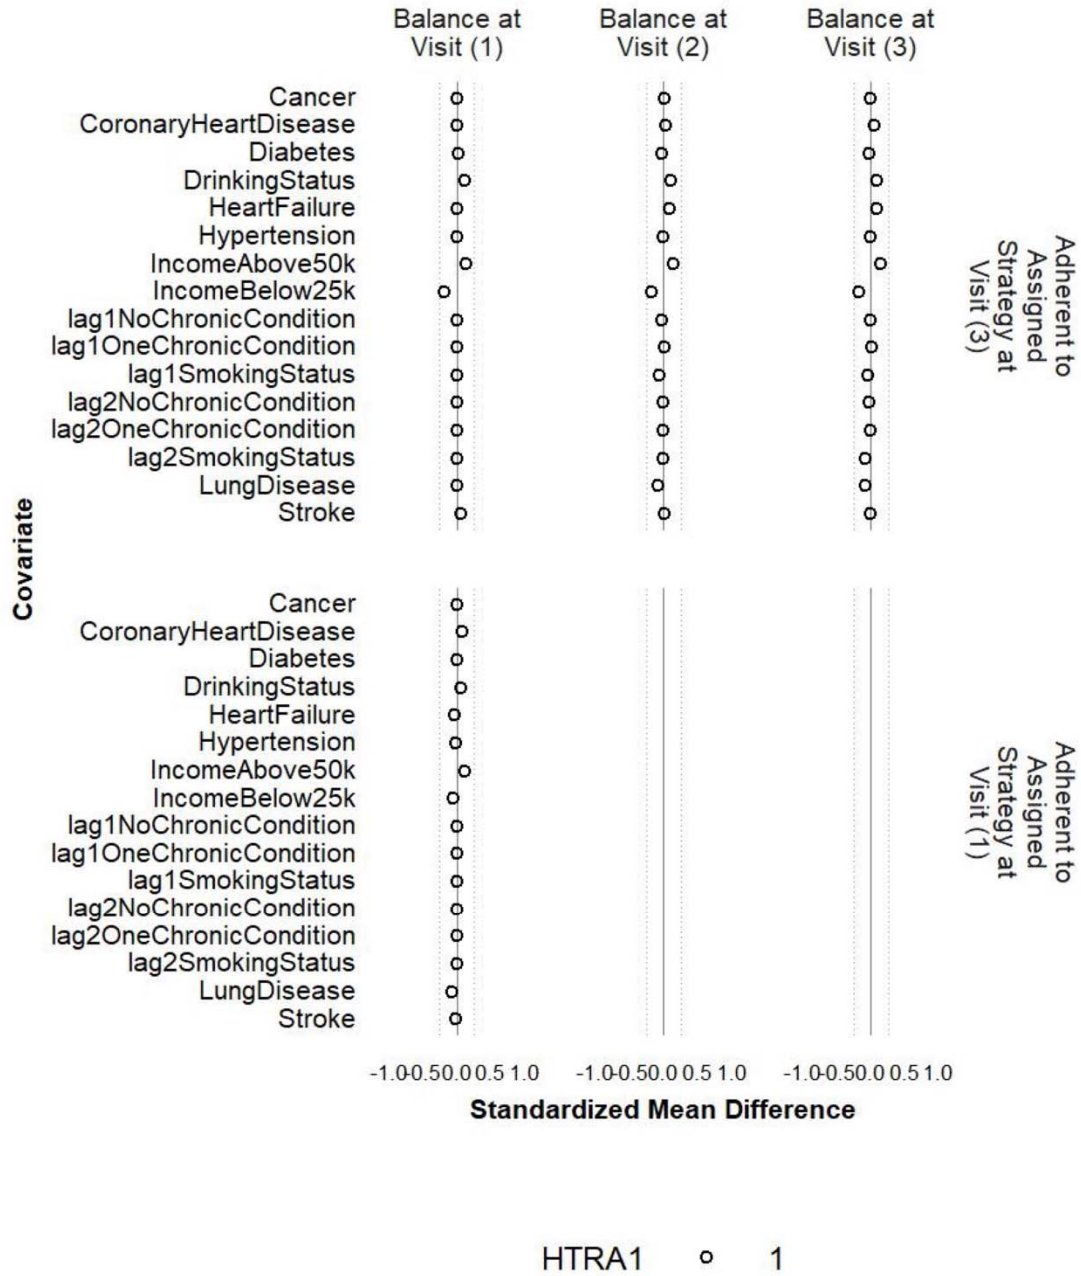 Balance at
Visit (1)
Balance at
Visit (2)
Balance at
Visit (3)
Cancer
CoronaryHeartDisease
Diabetes
DrinkingStatus
HeartFailure
Hypertension
IncomeAbove50k
IncomeBelow25k
lag1NoChronicCondition
lag1OneChronicCondition
lag1SmokingStatus
lag2NoChronicCondition
lag2OneChronicCondition
lag2SmokingStatus
LungDisease
Stroke
Adherent to
Assigned
Strategy at
Visit (3)
Covariate
Cancer
CoronaryHeartDisease
Diabetes
DrinkingStatus
HeartFailure
Hypertension
IncomeAbove50k
IncomeBelow25k
lag1NoChronicCondition
lag1OneChronicCondition
lag1SmokingStatus
lag2NoChronicCondition
lag2OneChronicCondition
lag2SmokingStatus
LungDisease
Stroke
Adherent to
Assigned
Strategy at
Visit (1)
-1.0-0.50.0 0.5 1.0 -1.0-0.50.0 0.5 1.0 -1.0-0.50.0 0.5 1.0
Standardized Mean Difference
HTRA1 1